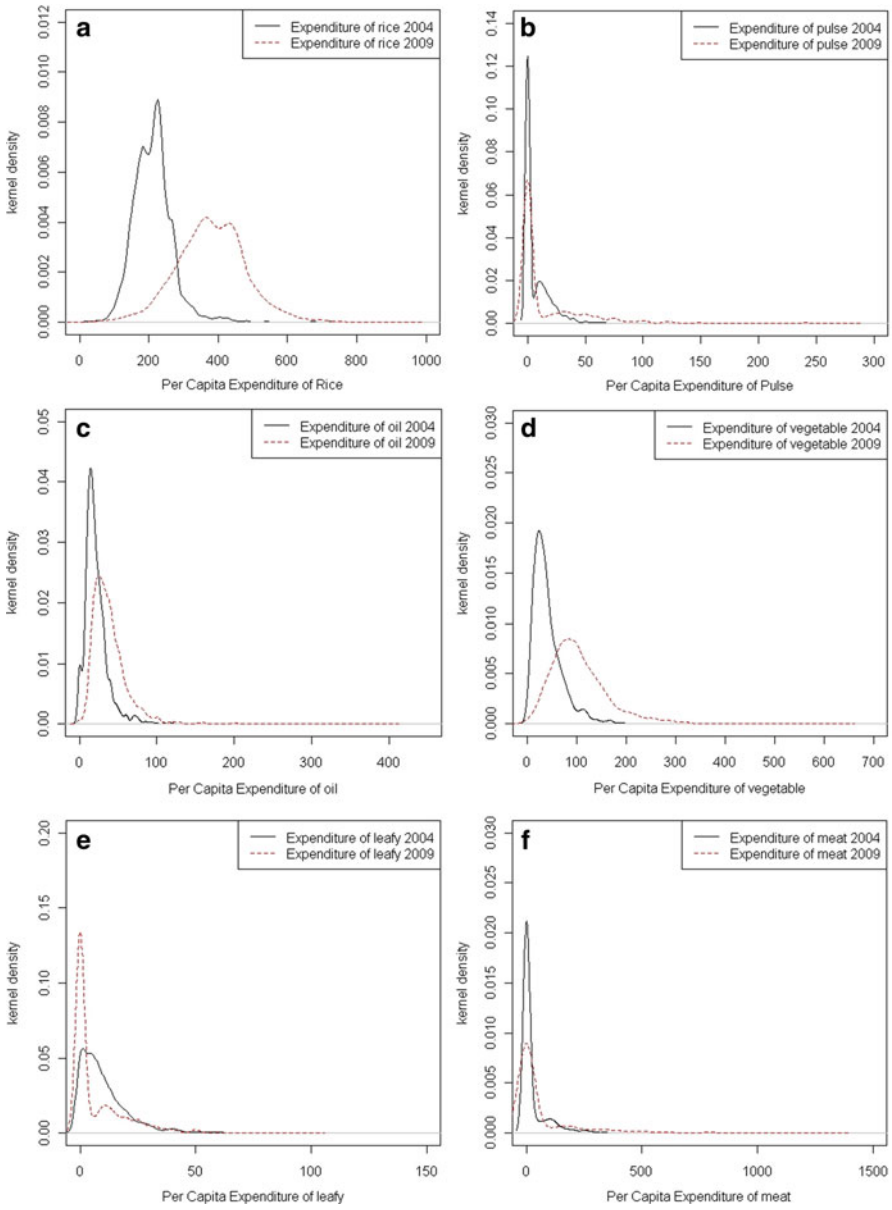 a
Expenditure of rice 2004
Expenditure of rice 2009
kernel density
0.000 0.002 0.004 0.006 0.008 0.010 0.012
0 200 400 600 800 1000
Per Capita Expenditure of Rice
b
Expenditure of pulse 2004
Expenditure of pulse 2009
kernel density
0.00 0.02 0.04 0.06 0.08 0.10 0.12 0.14
0 50 100 150 200 250 300
Per Capita Expenditure of Pulse
c
Expenditure of oil 2004
Expenditure of oil 2009
kernel density
0.00 0.01 0.02 0.03 0.04 0.05
0 100 200 300 400
Per Capita Expenditure of oil
d
Expenditure of vegetable 2004
Expenditure of vegetable 2009
kernel density
0.000 0.005 0.010 0.015 0.020 0.025 0.030
0 100 200 300 400 500 600 700
Per Capita Expenditure of vegetable
e
Expenditure of leafy 2004
Expenditure of leafy 2009
kernel density
0.00 0.05 0.10 0.15 0.20
0 50 100 150
Per Capita Expenditure of leafy
f
Expenditure of meat 2004
Expenditure of meat 2009
kernel density
0.000 0.005 0.010 0.015 0.020 0.025 0.030
0 500 1000 1500
Per Capita Expenditure of meat